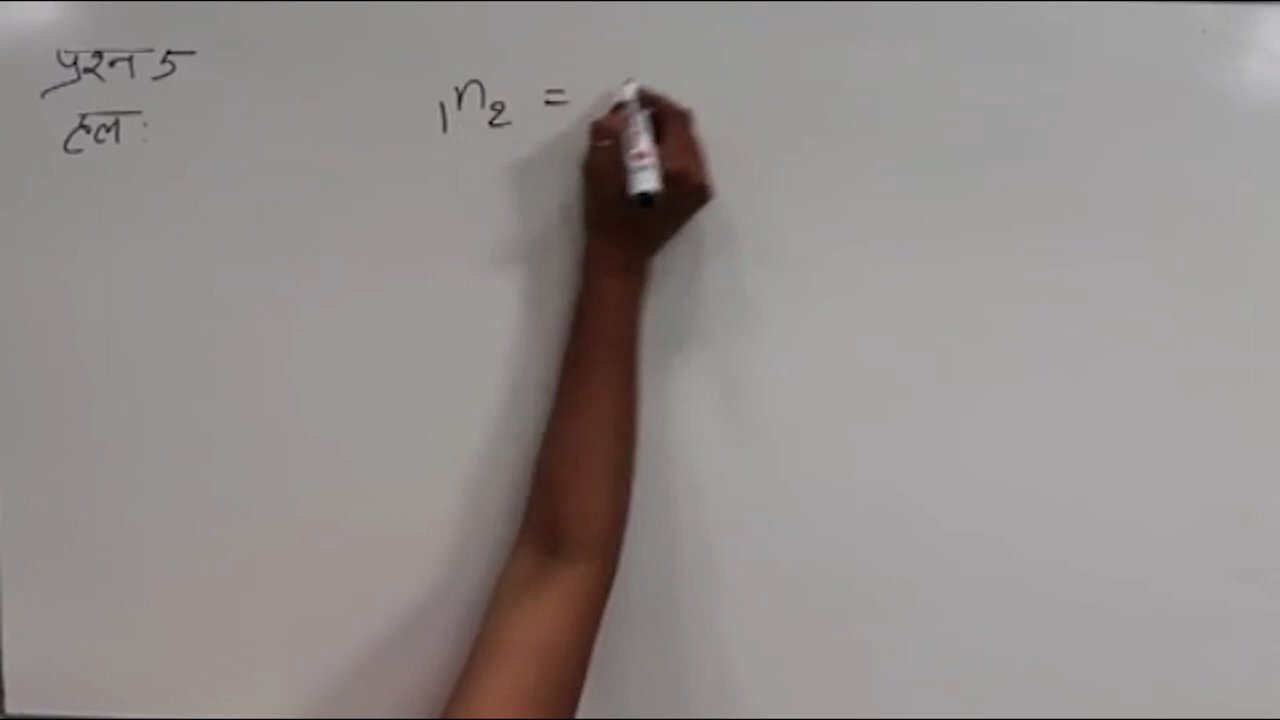 प्रश्न 5
हल :
₁n₂ =